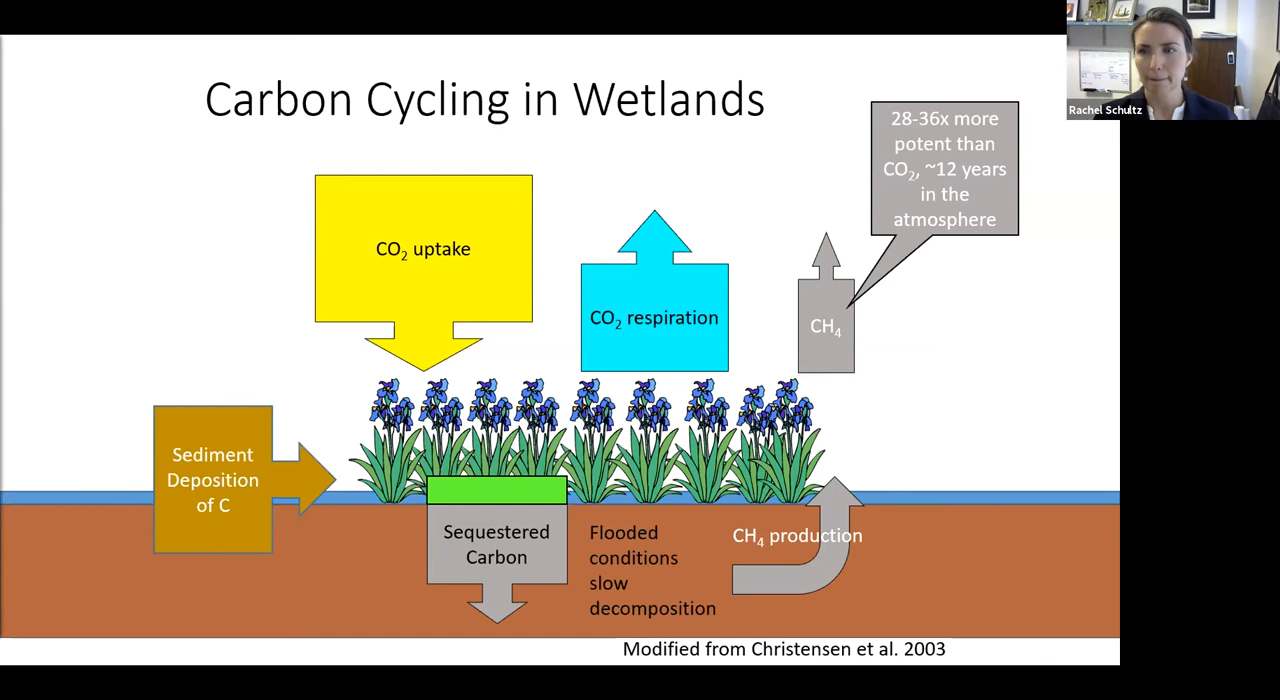 Carbon Cycling in Wetlands
Rachel Schultz
28-36x more
potent than
CO₂, ~12 years
in the
atmosphere
CO₂ uptake
CO₂ respiration
CH₄
Sediment
Deposition
of C
Sequestered
Carbon
Flooded
conditions
slow
decomposition
CH₄ production
Modified from Christensen et al. 2003